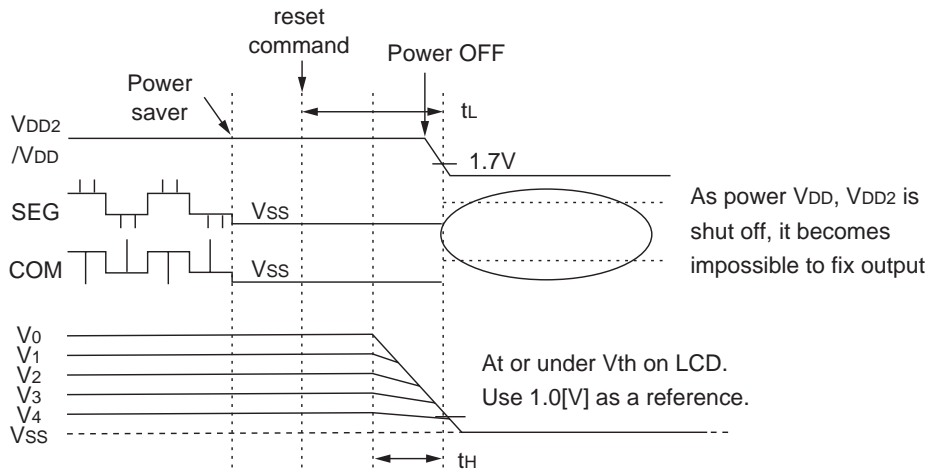 reset
command
Power OFF
Power
saver
tL
VDD2
/VDD
1.7V
SEG
VSS
As power VDD, VDD2 is
shut off, it becomes
impossible to fix output
COM
VSS
V0
V1
V2
V3
V4
VSS
At or under Vth on LCD.
Use 1.0[V] as a reference.
tH